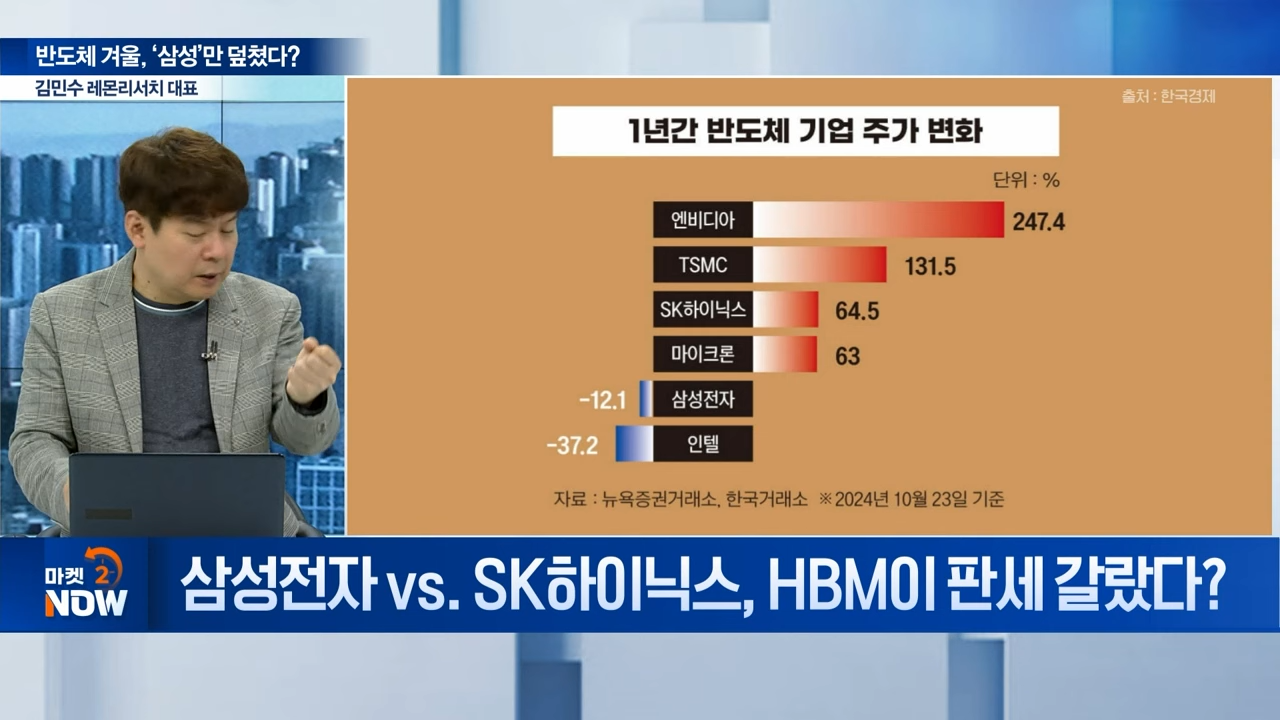 반도체 겨울, ‘삼성’만 덮쳤다?
김민수 레몬리서치 대표
출처 : 한국경제
1년간 반도체 기업 주가 변화
단위 : %
엔비디아 247.4
TSMC 131.5
SK하이닉스 64.5
마이크론 63
-12.1 삼성전자
-37.2 인텔
자료 : 뉴욕증권거래소, 한국거래소 ※2024년 10월 23일 기준
마켓 2
NOW
삼성전자 vs. SK하이닉스, HBM이 판세 갈랐다?